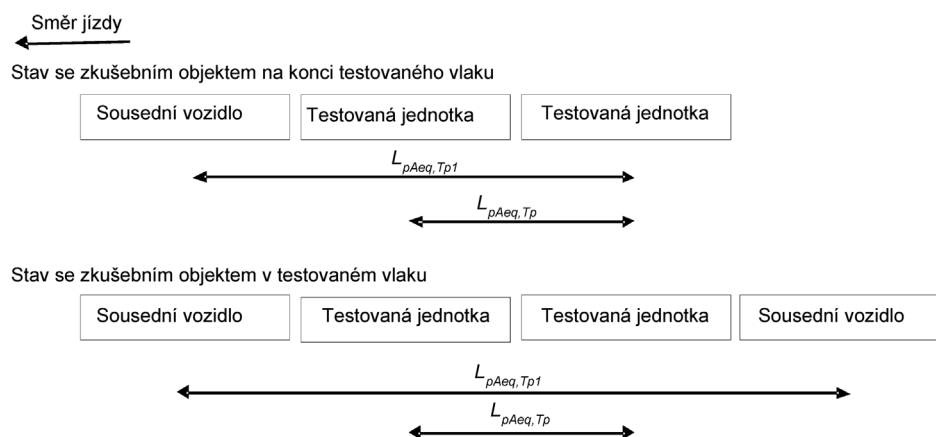 Směr jízdy
Stav se zkušebním objektem na konci testovaného vlaku
Sousední vozidlo Testovaná jednotka Testovaná jednotka
LpAeq,Tp1
LpAeq,Tp
Stav se zkušebním objektem v testovaném vlaku
Sousední vozidlo Testovaná jednotka Testovaná jednotka Sousední vozidlo
LpAeq,Tp1
LpAeq,Tp